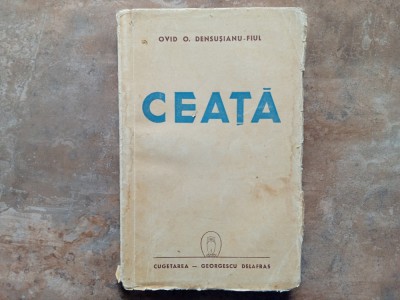 OVID O. DENSUȘIANU-FIUL
CEAȚĂ
CUGETAREA — GEORGESCU DELAFRAS